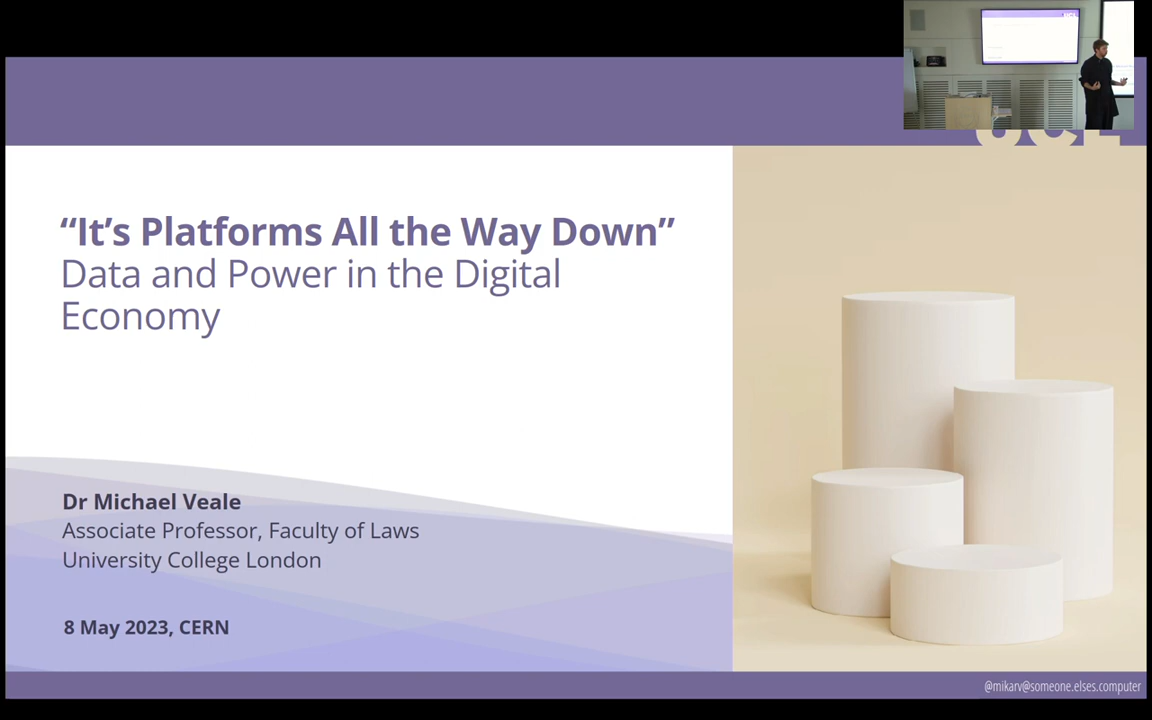 “It’s Platforms All the Way Down”
Data and Power in the Digital
Economy
Dr Michael Veale
Associate Professor, Faculty of Laws
University College London
8 May 2023, CERN
@mikarv@someone.elses.computer